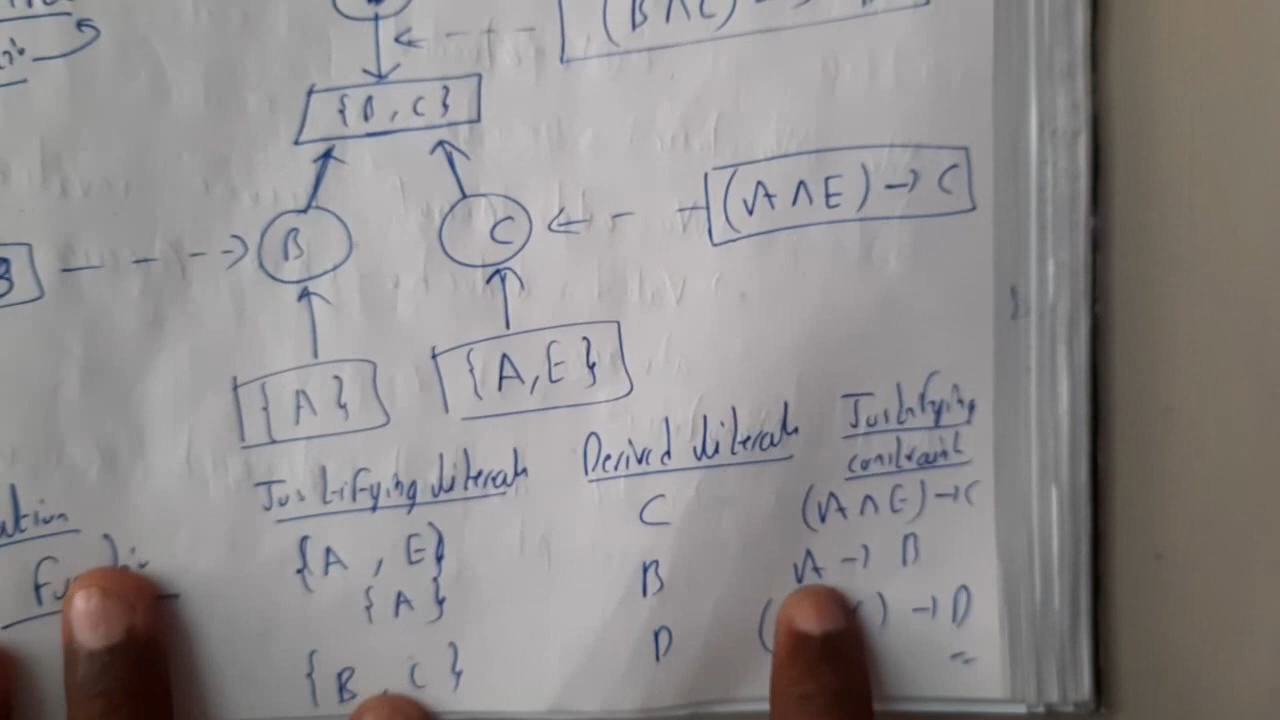 (B ∧ C) →
{B, C}
(A ∧ E) → C
B
B
C
{A}
{A, E}
Justifying literals
Derived literals
Justifying constraint
{A, E}
C
(A ∧ E) → C
{A}
B
A → B
{B, C}
D
) → D